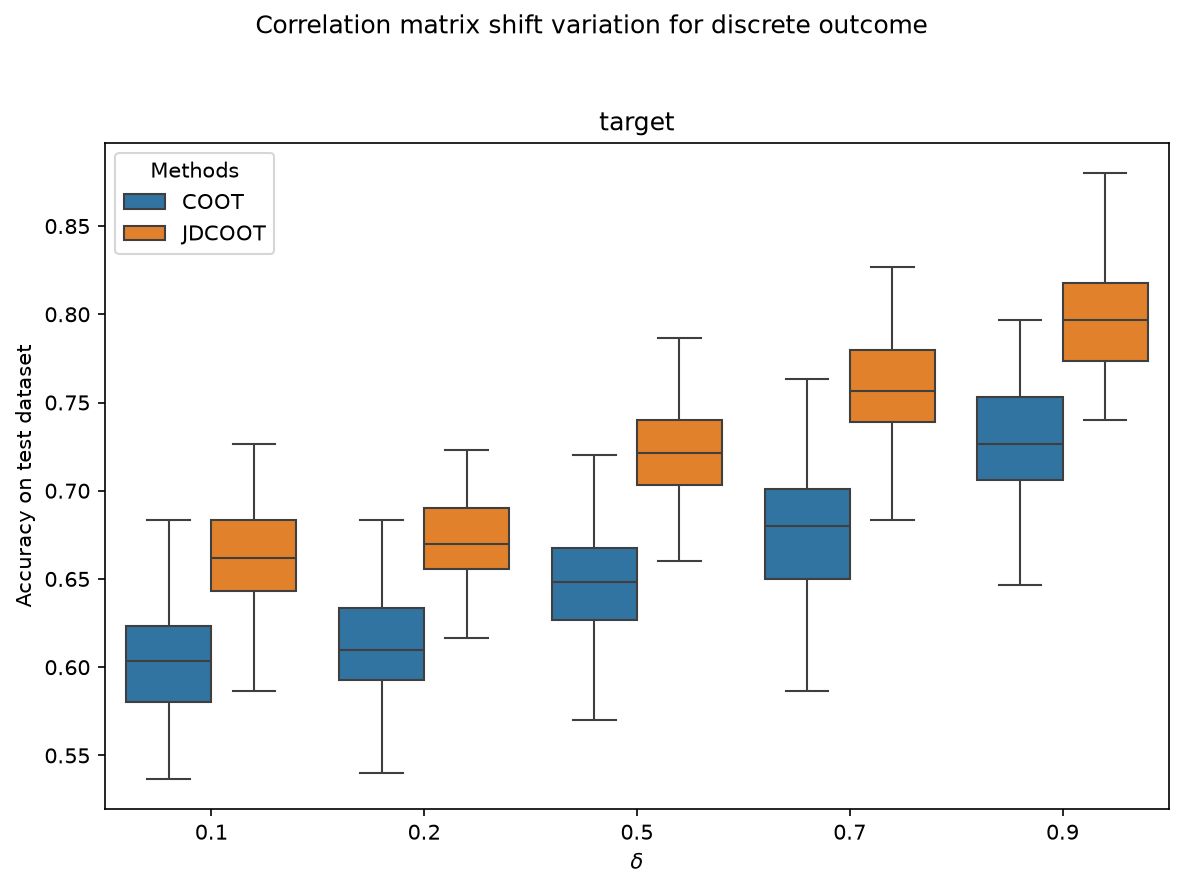 Correlation matrix shift variation for discrete outcome
target
Methods
COOT
JDCOOT
Accuracy on test dataset
0.85
0.80
0.75
0.70
0.65
0.60
0.55
0.1 0.2 0.5 0.7 0.9
δ